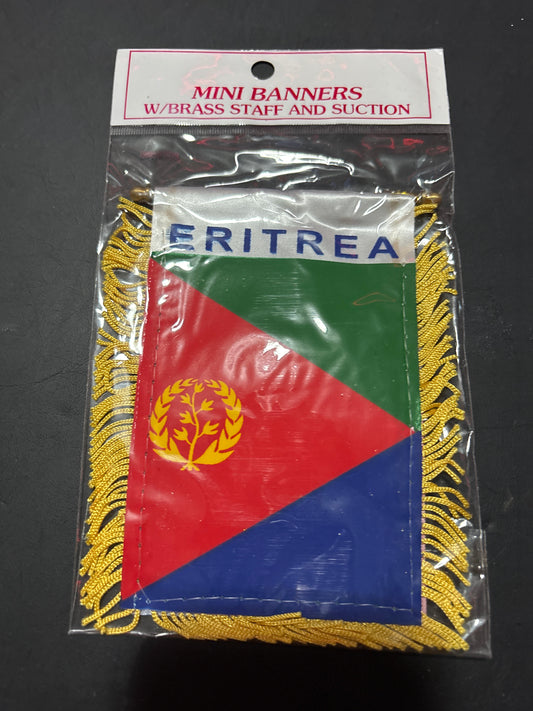 MINI BANNERS
W/BRASS STAFF AND SUCTION
ERITREA